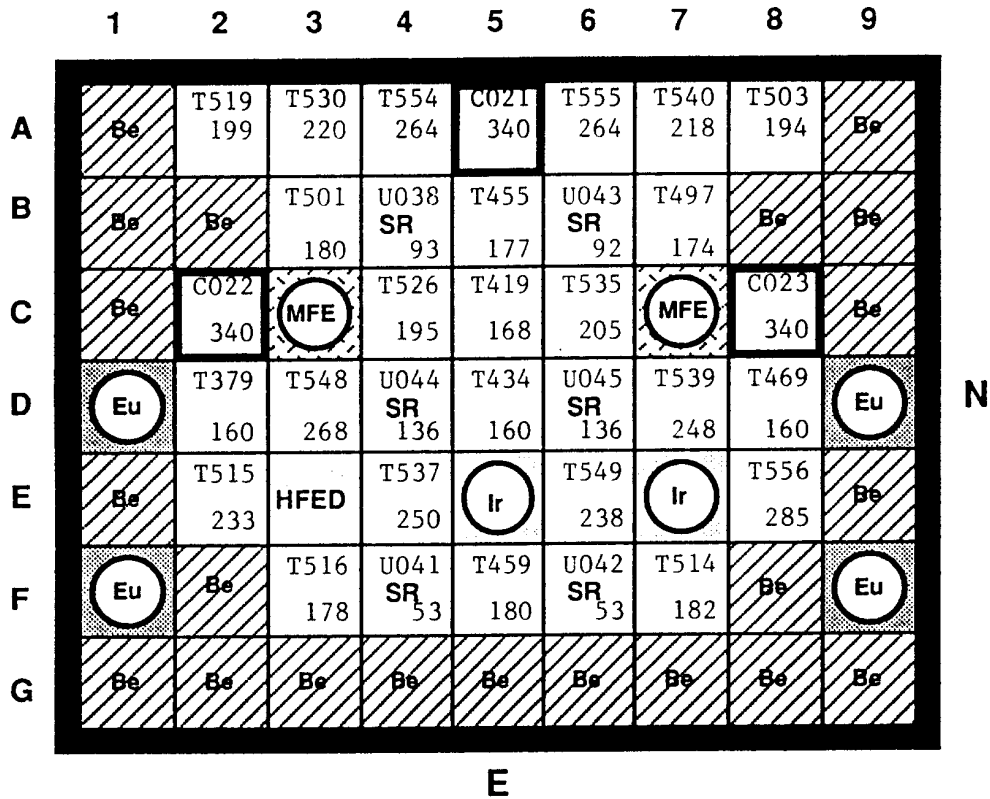 1 2 3 4 5 6 7 8 9
A Be T519 199 T530 220 T554 264 C021 340 T555 264 T540 218 T503 194 Be
B Be Be T501 180 U038 SR 93 T455 177 U043 SR 92 T497 174 Be Be
C Be C022 340 MFE T526 195 T419 168 T535 205 MFE C023 340 Be
D Eu T379 160 T548 268 U044 SR 136 T434 160 U045 SR 136 T539 248 T469 160 Eu N
E Be T515 233 HFED T537 250 Ir T549 238 Ir T556 285 Be
F Eu Be T516 178 U041 SR 53 T459 180 U042 SR 53 T514 182 Be Eu
G Be Be Be Be Be Be Be Be Be
E